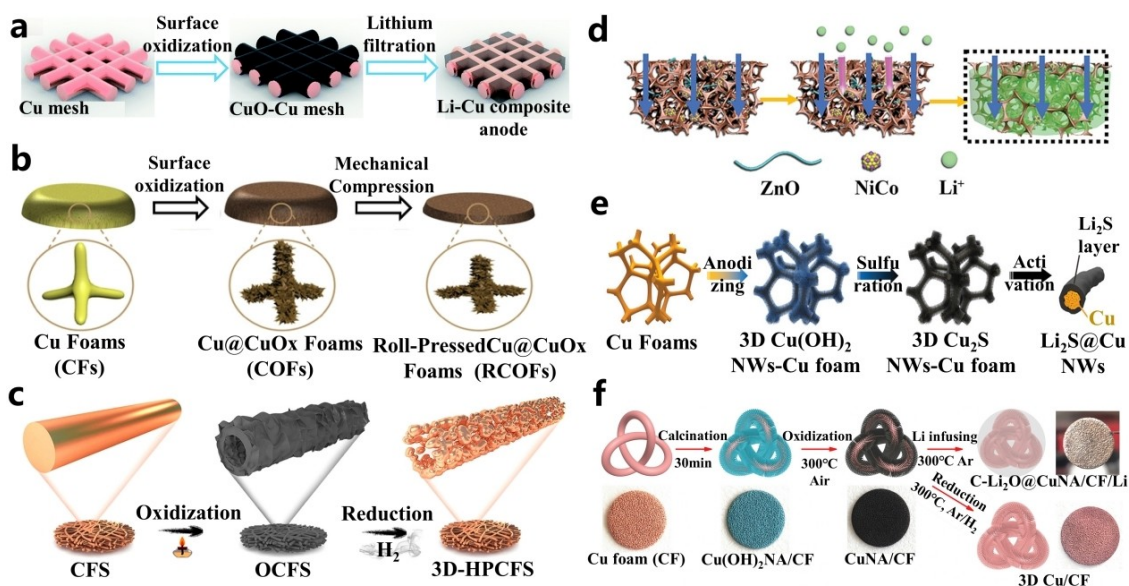 a
Surface
oxidization
Lithium
filtration
Cu mesh
CuO-Cu mesh
Li-Cu composite
anode
b
Surface
oxidization
Mechanical
Compression
Cu Foams
(CFs)
Cu@CuOx Foams
(COFs)
Roll-PressedCu@CuOx
Foams (RCOFs)
c
Oxidization
Reduction
H₂
CFS
OCFS
3D-HPCFS
d
ZnO
NiCo
Li⁺
e
Anodi
zing
Sulfu
ration
Acti
vation
Li₂S
layer
Cu
Cu Foams
3D Cu(OH)₂
NWs-Cu foam
3D Cu₂S
NWs-Cu foam
Li₂S@Cu
NWs
f
Calcination
30min
Oxidization
300°C
Air
Li infusing
300°C Ar
C-Li₂O@CuNA/CF/Li
Reduction
300°C, Ar/H₂
Cu foam (CF)
Cu(OH)₂NA/CF
CuNA/CF
3D Cu/CF